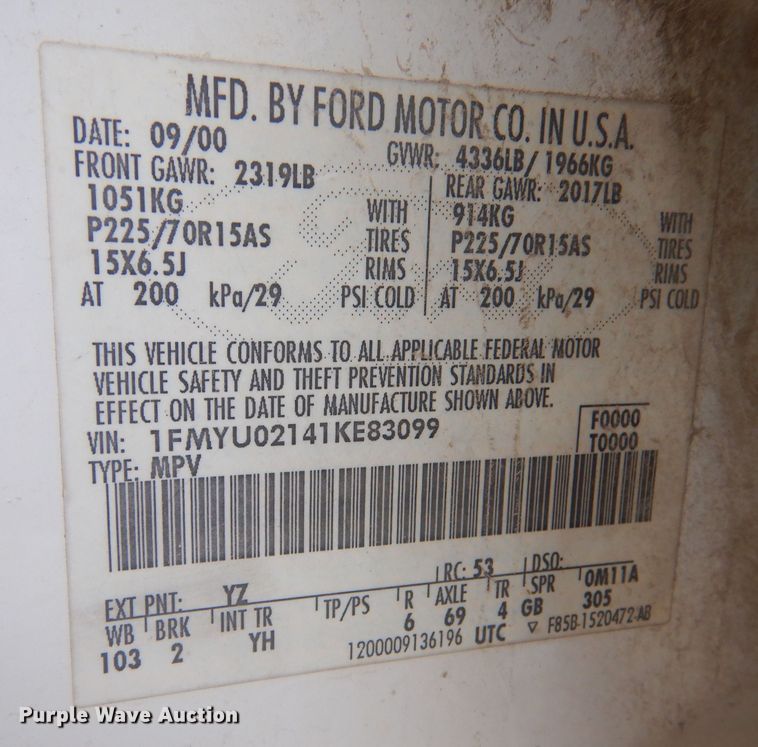 MFD. BY FORD MOTOR CO. IN U.S.A.
DATE: 09/00 GVWR: 4336LB/ 1966KG
FRONT GAWR: 2319LB REAR GAWR: 2017LB
1051KG WITH 914KG WITH
P225/70R15AS TIRES P225/70R15AS TIRES
15X6.5J RIMS 15X6.5J RIMS
AT 200 kPa/29 PSI COLD AT 200 kPa/29 PSI COLD
THIS VEHICLE CONFORMS TO ALL APPLICABLE FEDERAL MOTOR
VEHICLE SAFETY AND THEFT PREVENTION STANDARDS IN
EFFECT ON THE DATE OF MANUFACTURE SHOWN ABOVE.
VIN: 1FMYU02141KE83099 F0000
TYPE: MPV T0000
EXT PNT: YZ RC: 53 DSO:
WB BRK INT TR TP/PS R AXLE TR SPR 0M11A
103 2 YH 6 69 4 GB 305
1200009136196 UTC ▽ F85B-1520472-AB
Purple Wave Auction